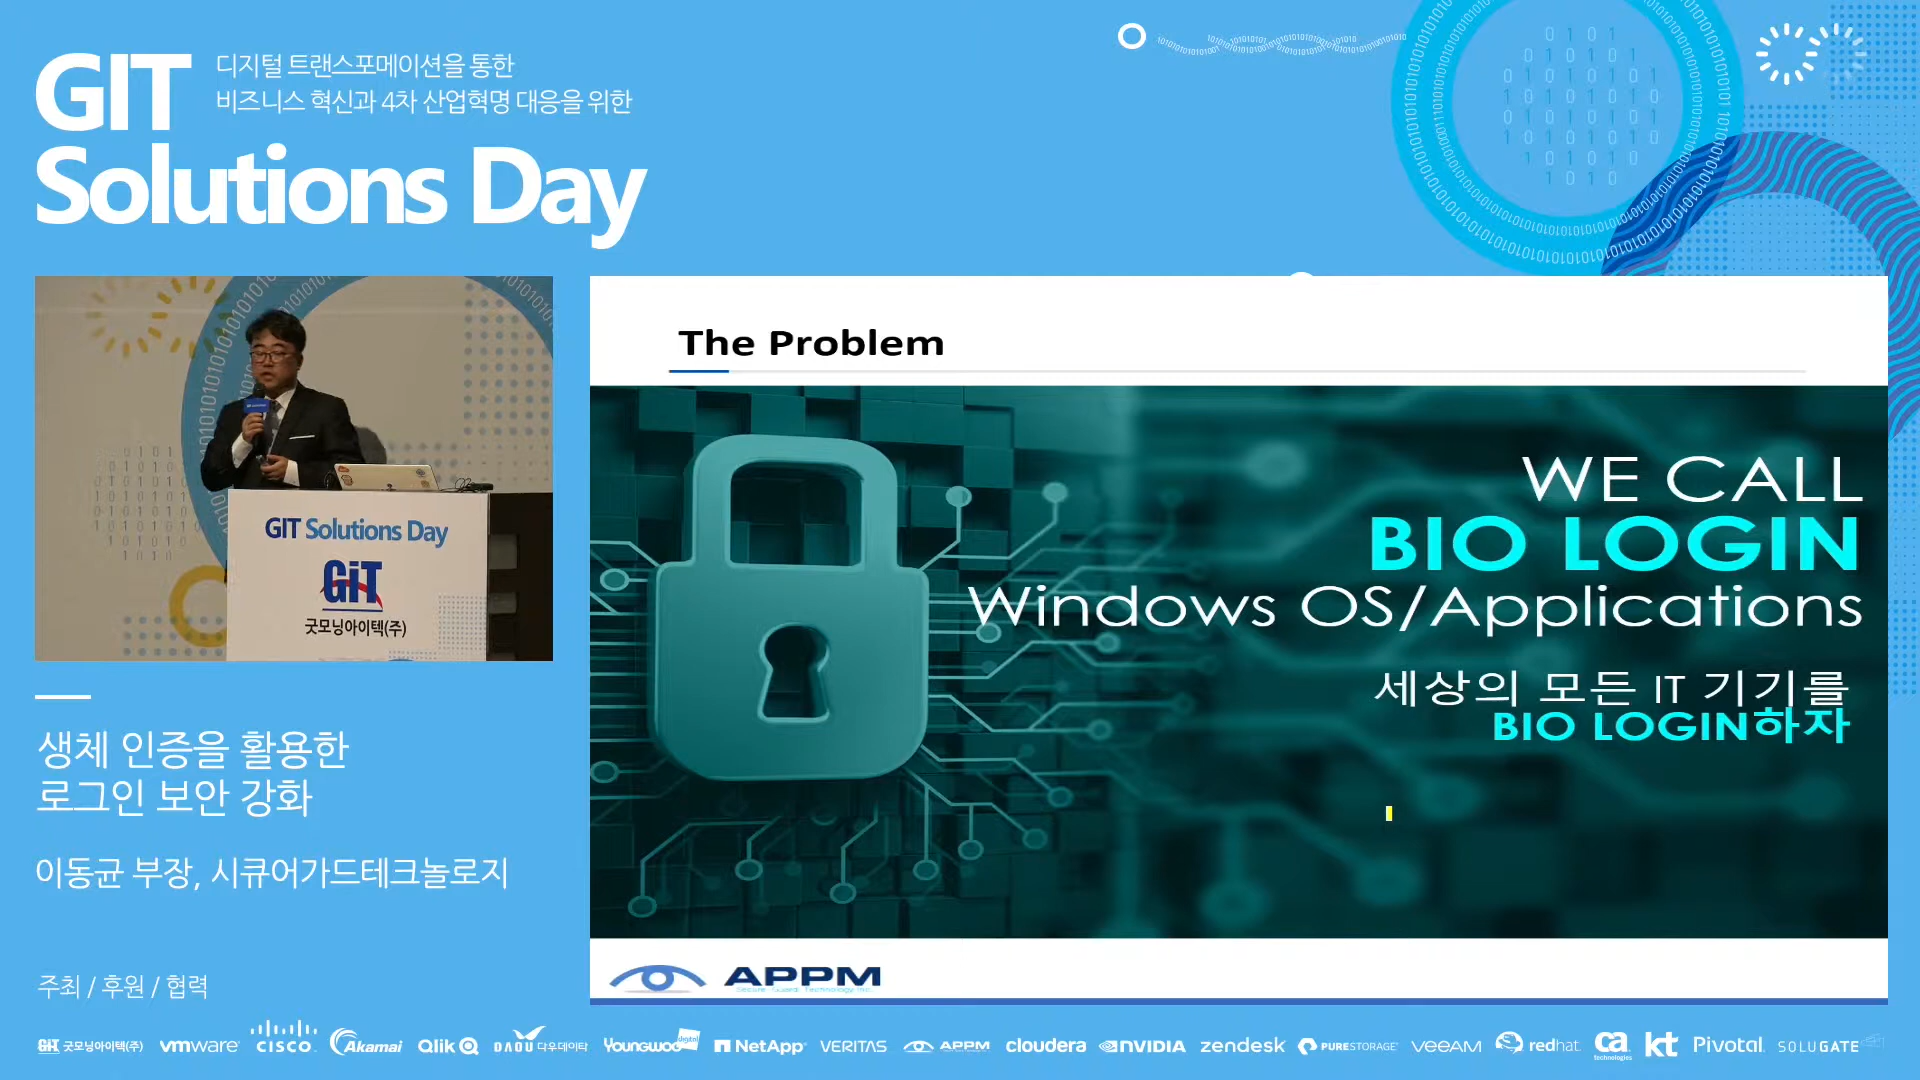 GIT
디지털 트랜스포메이션을 통한
비즈니스 혁신과 4차 산업혁명 대응을 위한
Solutions Day
GIT Solutions Day
GiT
굿모닝아이텍(주)
생체 인증을 활용한
로그인 보안 강화
이동균 부장, 시큐어가드테크놀로지
The Problem
WE CALL
BIO LOGIN
Windows OS/Applications
세상의 모든 IT 기기를
BIO LOGIN하자
APPM
Secure Guard Technology Inc.
주최 / 후원 / 협력
GiT 굿모닝아이텍(주) vmware CISCO Akamai Qlik DAOU 다우데이타 Youngwoo digital NetApp VERITAS APPM cloudera NVIDIA zendesk PURESTORAGE VEEAM redhat ca technologies kt Pivotal SOLUGATE